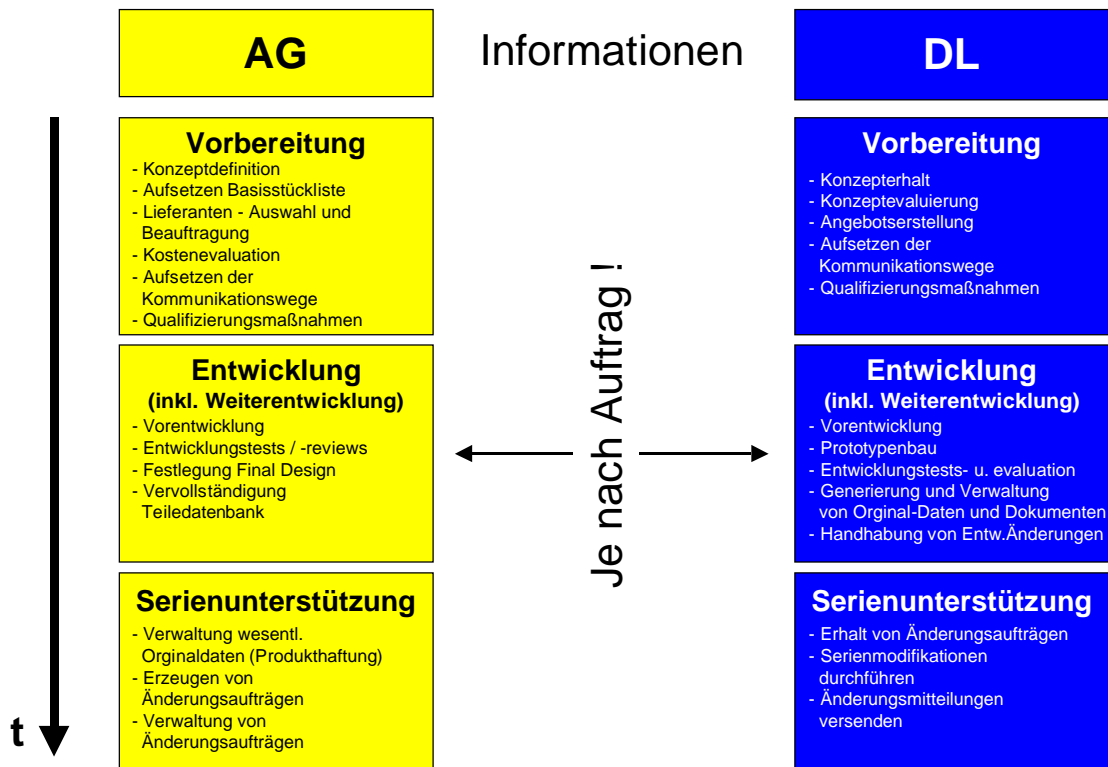 AG
Informationen
DL
Vorbereitung
- Konzeptdefinition
- Aufsetzen Basisstückliste
- Lieferanten - Auswahl und
Beauftragung
- Kostenevaluation
- Aufsetzen der
Kommunikationswege
- Qualifizierungsmaßnahmen
Vorbereitung
- Konzepterhalt
- Konzeptevaluierung
- Angebotserstellung
- Aufsetzen der
Kommunikationswege
- Qualifizierungsmaßnahmen
Je nach Auftrag !
Entwicklung
(inkl. Weiterentwicklung)
- Vorentwicklung
- Entwicklungstests / -reviews
- Festlegung Final Design
- Vervollständigung
Teiledatenbank
Entwicklung
(inkl. Weiterentwicklung)
- Vorentwicklung
- Prototypenbau
- Entwicklungstests- u. evaluation
- Generierung und Verwaltung
von Orginal-Daten und Dokumenten
- Handhabung von Entw.Änderungen
Serienunterstützung
- Verwaltung wesentl.
Orginaldaten (Produkthaftung)
- Erzeugen von
Änderungsaufträgen
- Verwaltung von
Änderungsaufträgen
Serienunterstützung
- Erhalt von Änderungsaufträgen
- Serienmodifikationen
durchführen
- Änderungsmitteilungen
versenden
t